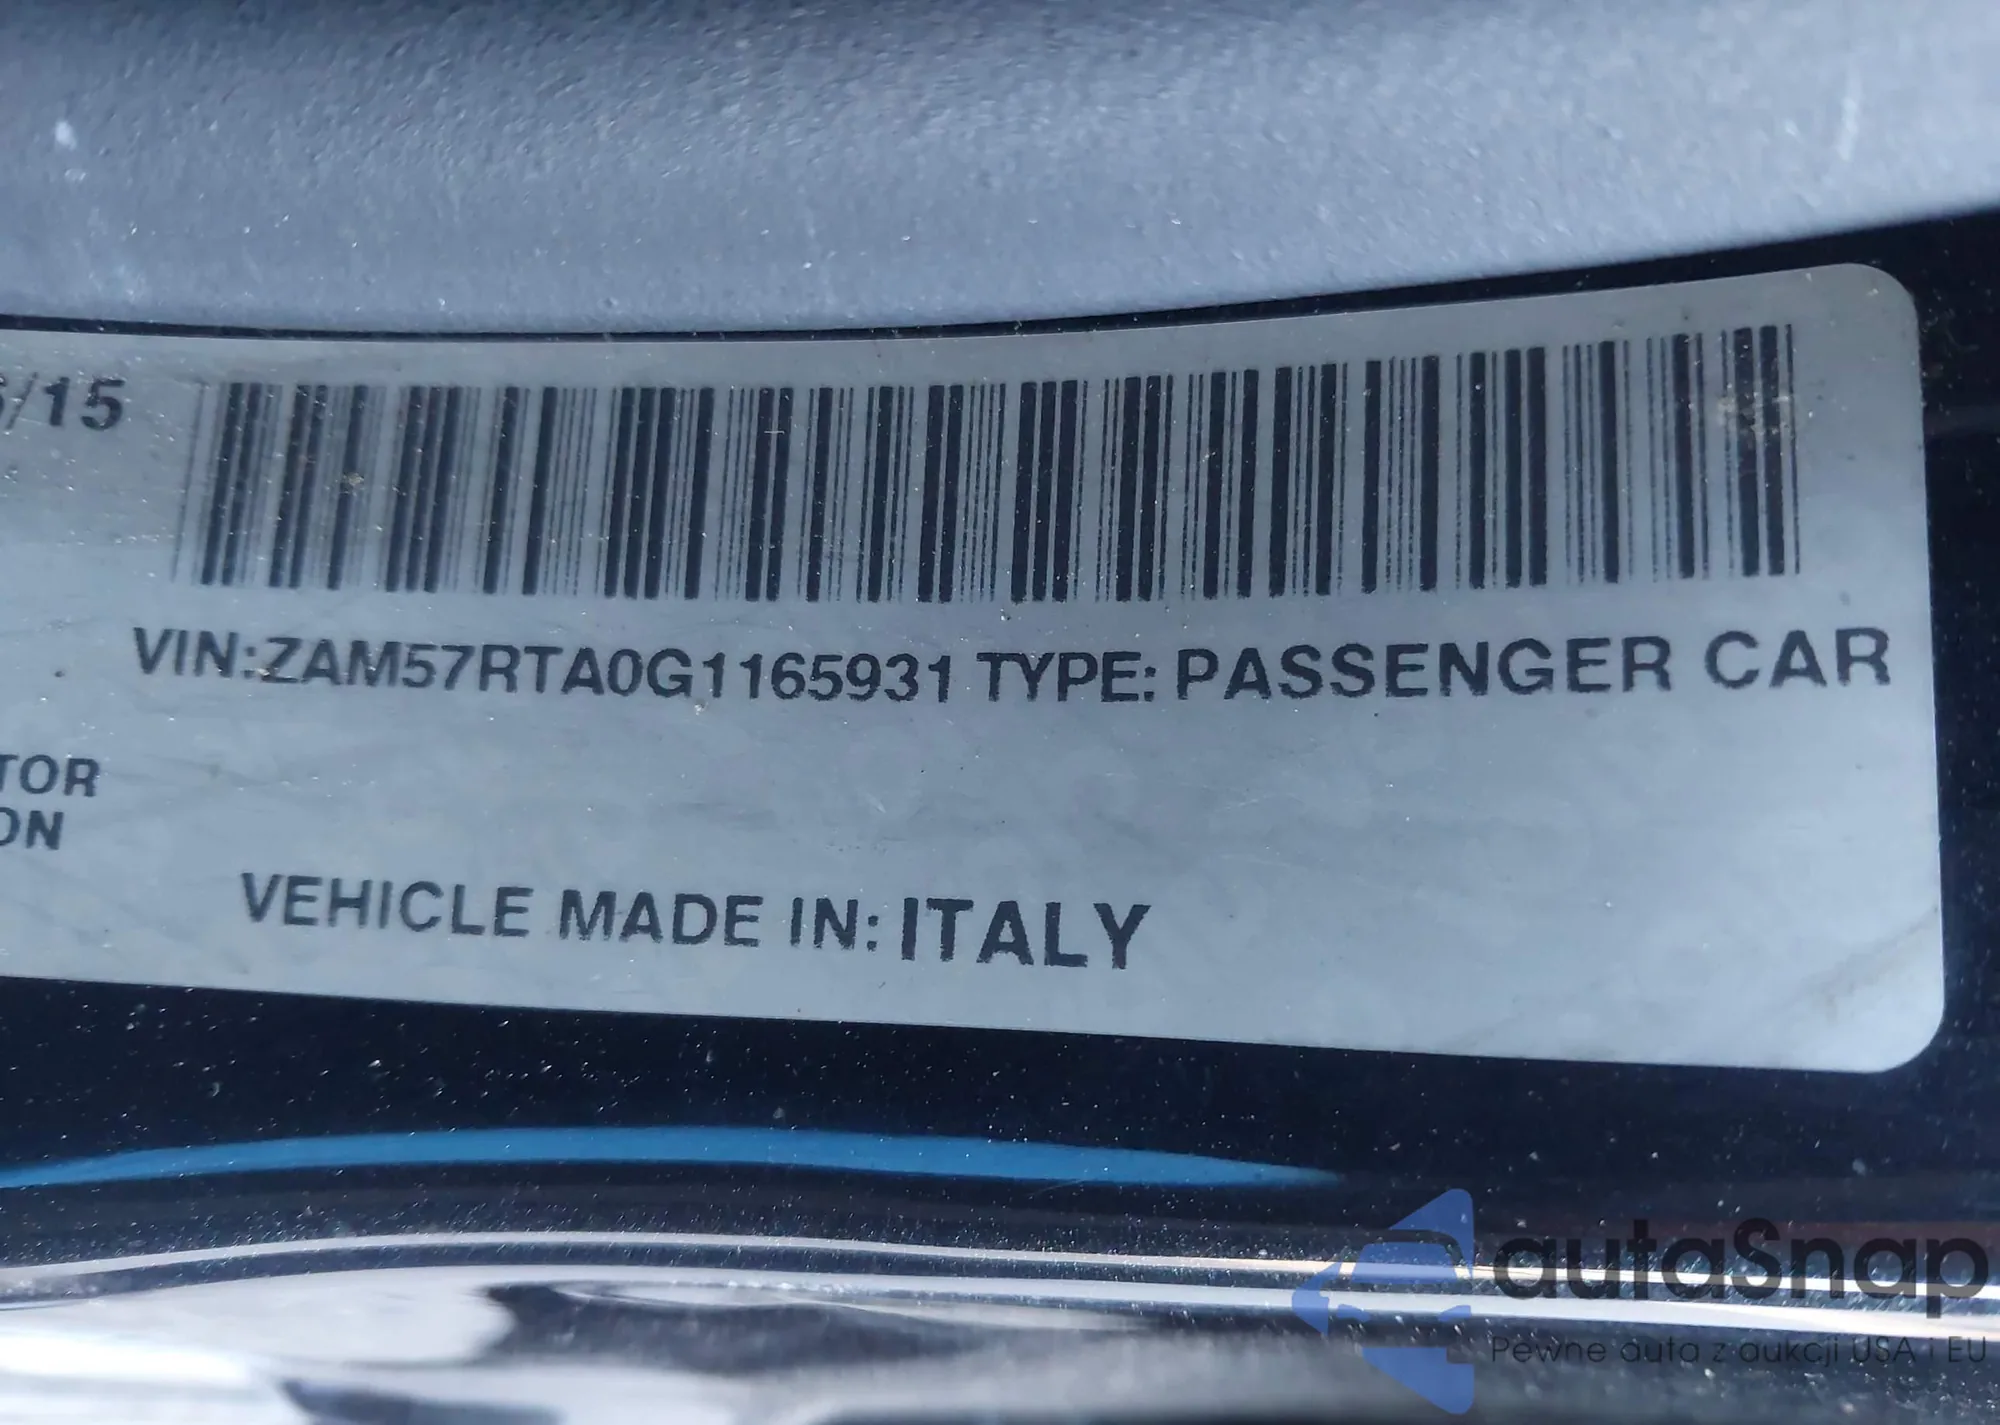 /15
VIN:ZAM57RTA0G1165931 TYPE: PASSENGER CAR
TOR
ON
VEHICLE MADE IN: ITALY
autaSnap
Pewne auta z aukcji USA i EU